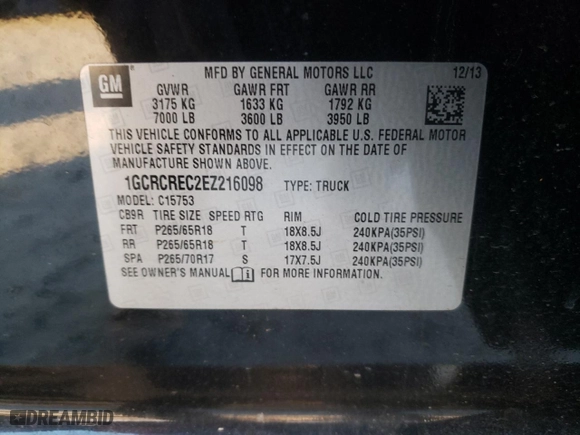 GM
MFD BY GENERAL MOTORS LLC 12/13
GVWR GAWR FRT GAWR RR
3175 KG 1633 KG 1792 KG
7000 LB 3600 LB 3950 LB
THIS VEHICLE CONFORMS TO ALL APPLICABLE U.S. FEDERAL MOTOR
VEHICLE SAFETY STANDARDS IN EFFECT ON THE DATE OF
MANUFACTURE SHOWN ABOVE.
1GCRCREC2EZ216098 TYPE: TRUCK
MODEL: C15753
CB9R TIRE SIZE SPEED RTG RIM COLD TIRE PRESSURE
FRT P265/65R18 T 18X8.5J 240KPA(35PSI)
RR P265/65R18 T 18X8.5J 240KPA(35PSI)
SPA P265/70R17 S 17X7.5J 240KPA(35PSI)
SEE OWNER'S MANUAL FOR MORE INFORMATION
DREAMBID